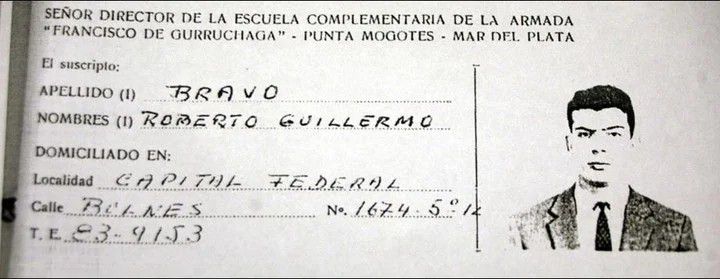 SEÑOR DIRECTOR DE LA ESCUELA COMPLEMENTARIA DE LA ARMADA
"FRANCISCO DE GURRUCHAGA" - PUNTA MOGOTES - MAR DEL PLATA
El suscripto:
APELLIDO (1) BRAVO
NOMBRES (1) ROBERTO GUILLERMO
DOMICILIADO EN:
Localidad CAPITAL FEDERAL
Calle BULNES No. 1674 - 5º
T. E. 83-9153